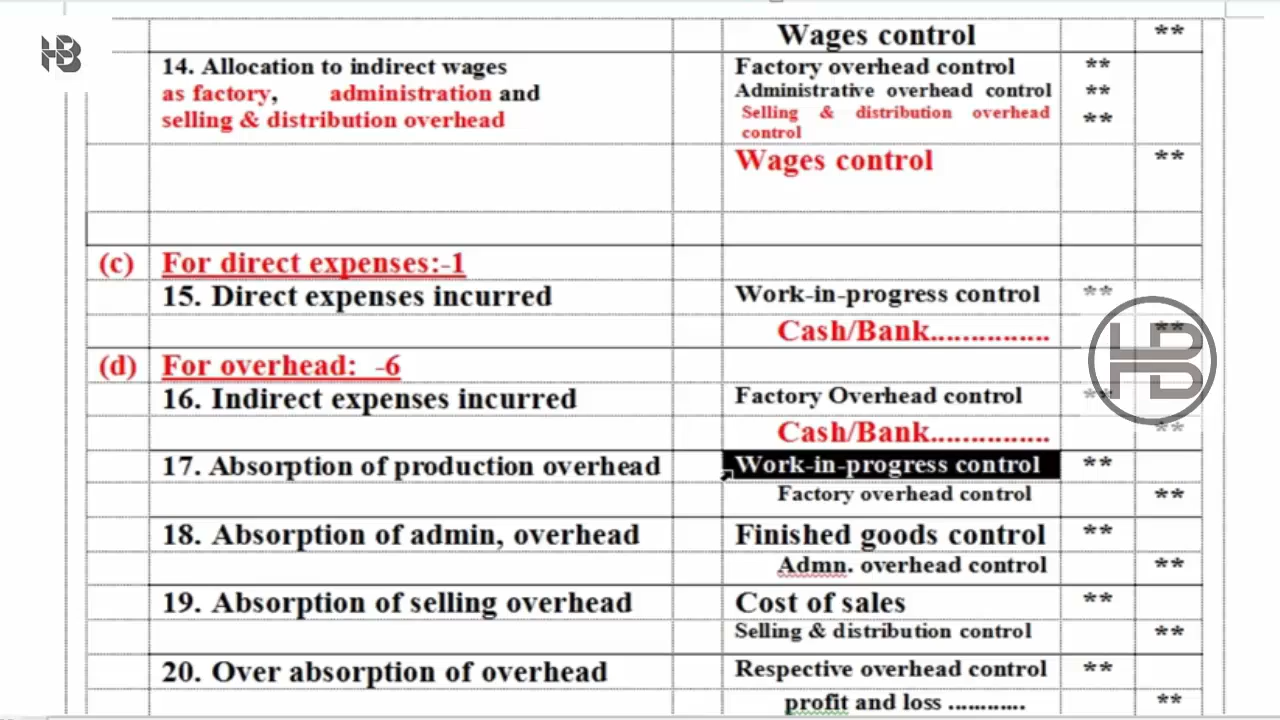 HB
Wages control **
14. Allocation to indirect wages Factory overhead control **
as factory, administration and Administrative overhead control **
selling & distribution overhead Selling & distribution overhead **
control
Wages control **
(c) For direct expenses:-1
15. Direct expenses incurred Work-in-progress control **
Cash/Bank............... **
HB
(d) For overhead: -6
16. Indirect expenses incurred Factory Overhead control **
Cash/Bank............... **
17. Absorption of production overhead Work-in-progress control **
Factory overhead control **
18. Absorption of admin, overhead Finished goods control **
Admn. overhead control **
19. Absorption of selling overhead Cost of sales **
Selling & distribution control **
20. Over absorption of overhead Respective overhead control **
profit and loss ............ **